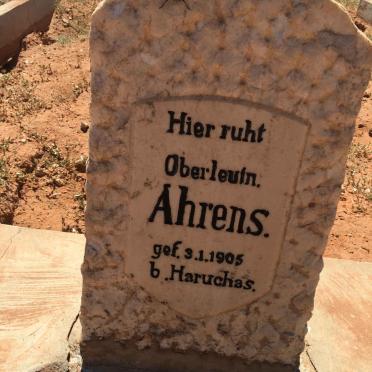 Hier ruht
Oberleutn.
Ahrens.
gef. 3.1.1905
b. Haruchas.